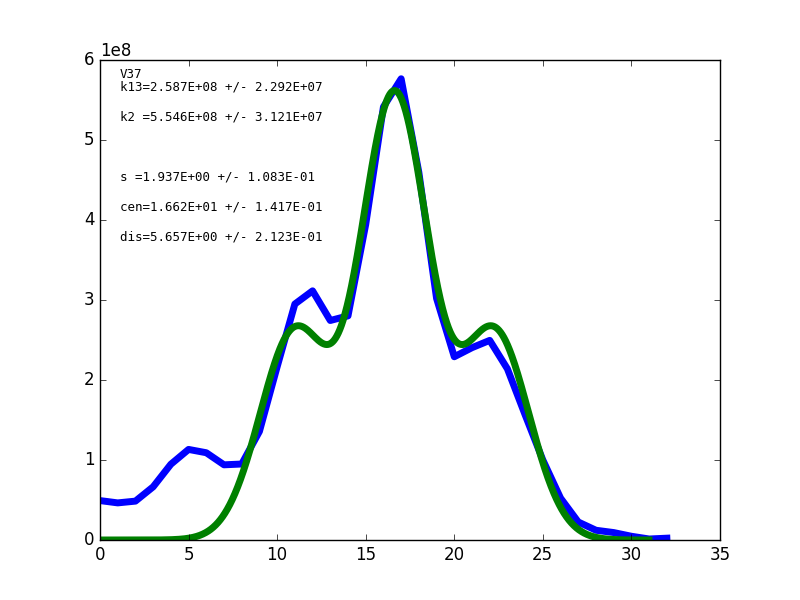 1e8
V37
k13=2.587E+08 +/- 2.292E+07
k2 =5.546E+08 +/- 3.121E+07
s =1.937E+00 +/- 1.083E-01
cen=1.662E+01 +/- 1.417E-01
dis=5.657E+00 +/- 2.123E-01
6
5
4
3
2
1
0
0 5 10 15 20 25 30 35